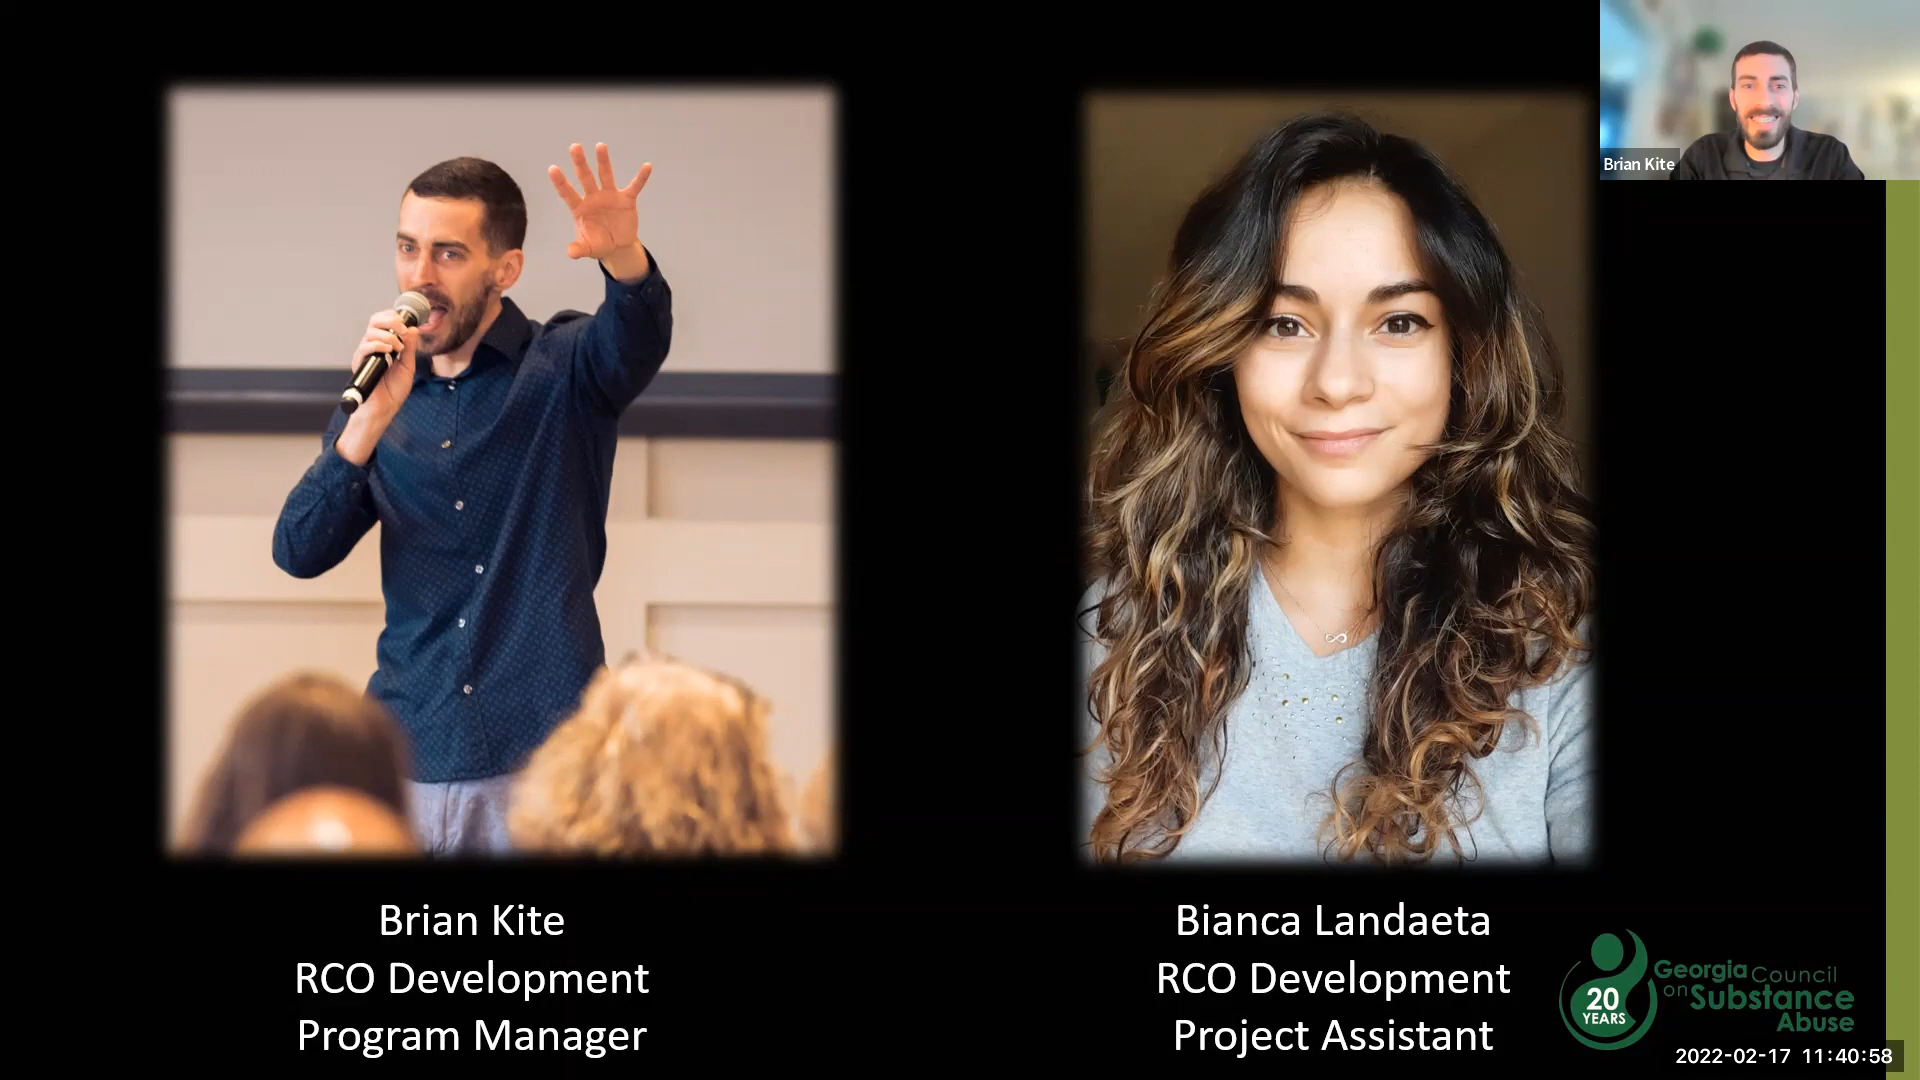 Brian Kite
Brian Kite
RCO Development
Program Manager
Bianca Landaeta
RCO Development
Project Assistant
20
YEARS
Georgia Council
on Substance
Abuse
2022-02-17 11:40:58